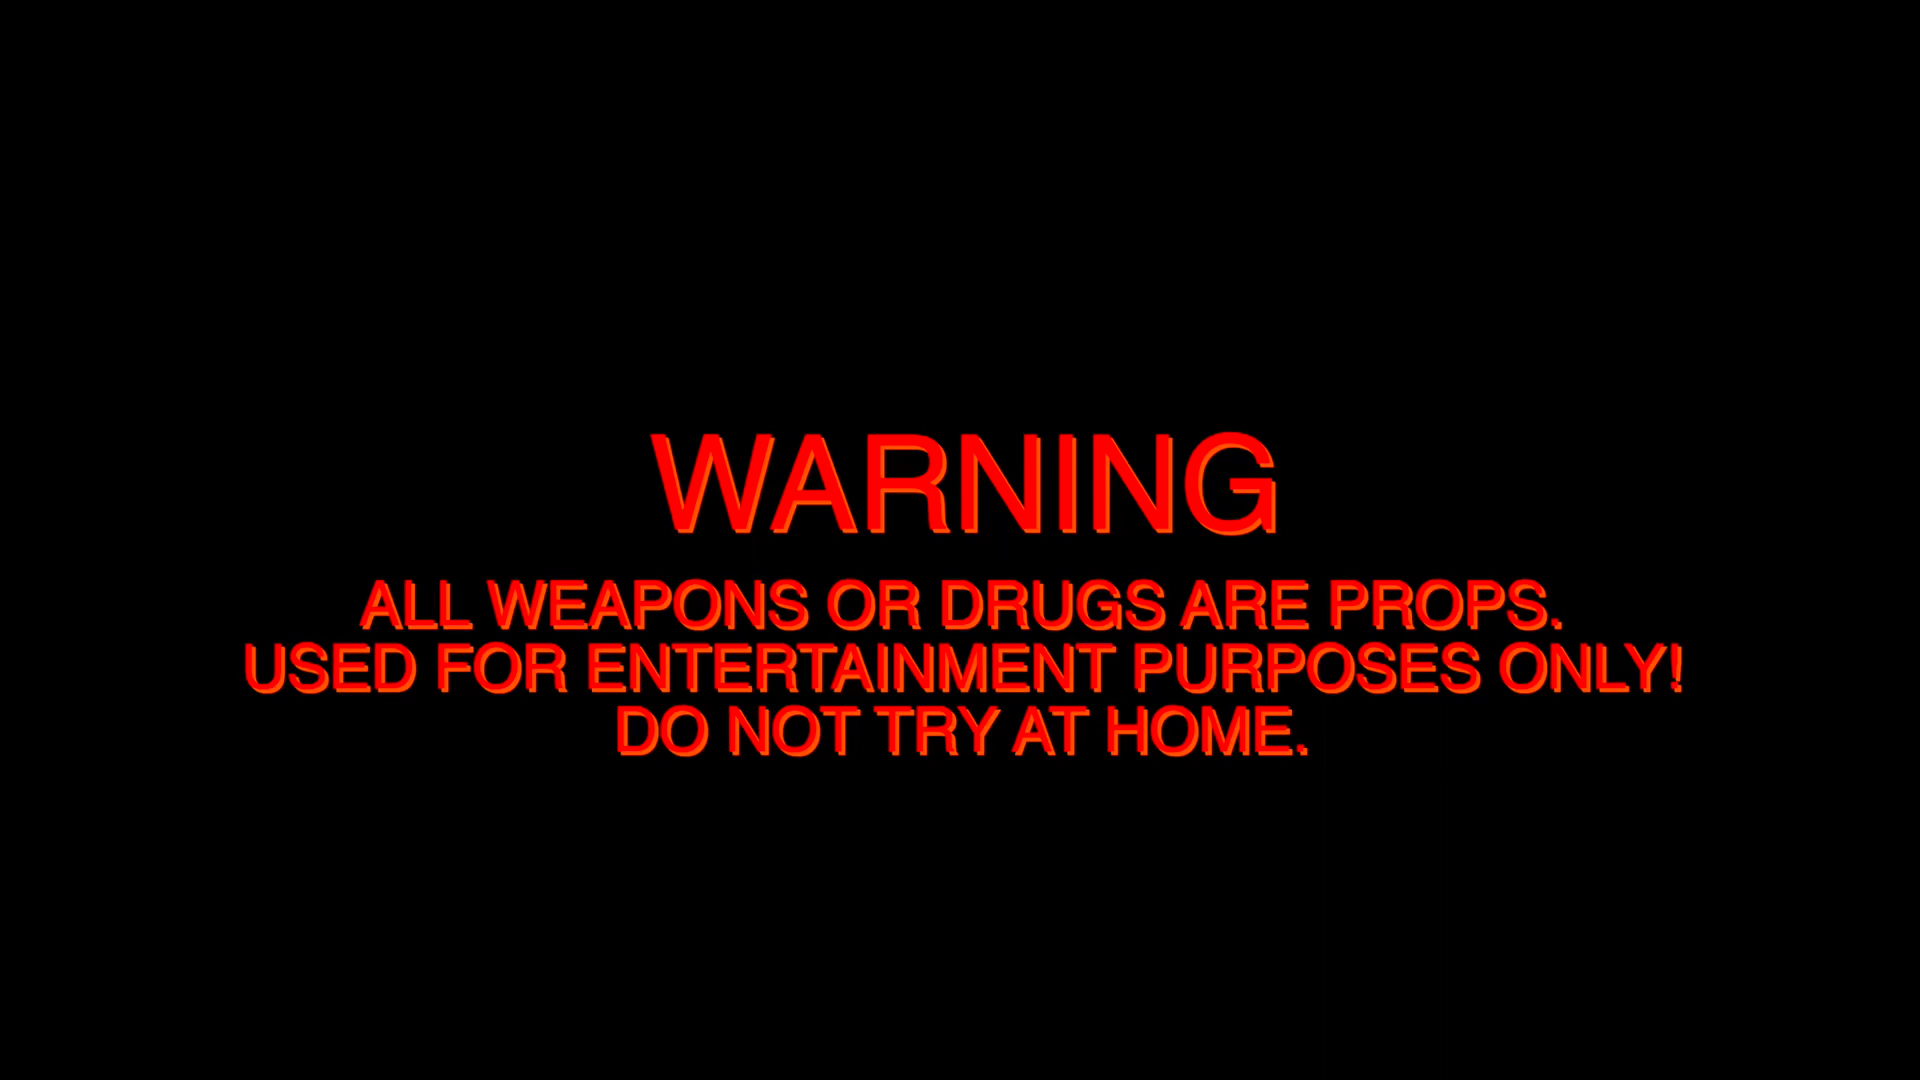 WARNING
ALL WEAPONS OR DRUGS ARE PROPS.
USED FOR ENTERTAINMENT PURPOSES ONLY!
DO NOT TRY AT HOME.